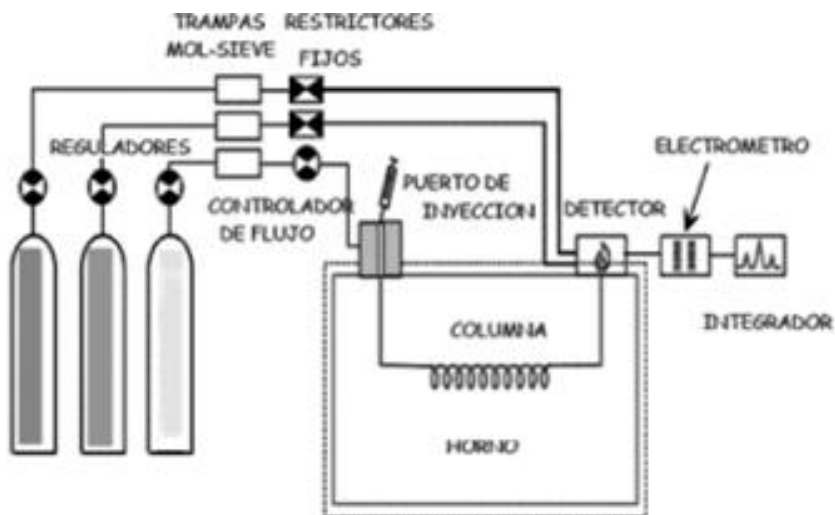 TRAMPAS RESTRICTORES
MOL-SIEVE FIJOS
REGULADORES
ELECTROMETRO
PUERTO DE
INYECCION
DETECTOR
CONTROLADOR
DE FLUJO
COLUMNA
INTEGRADOR
HORNO